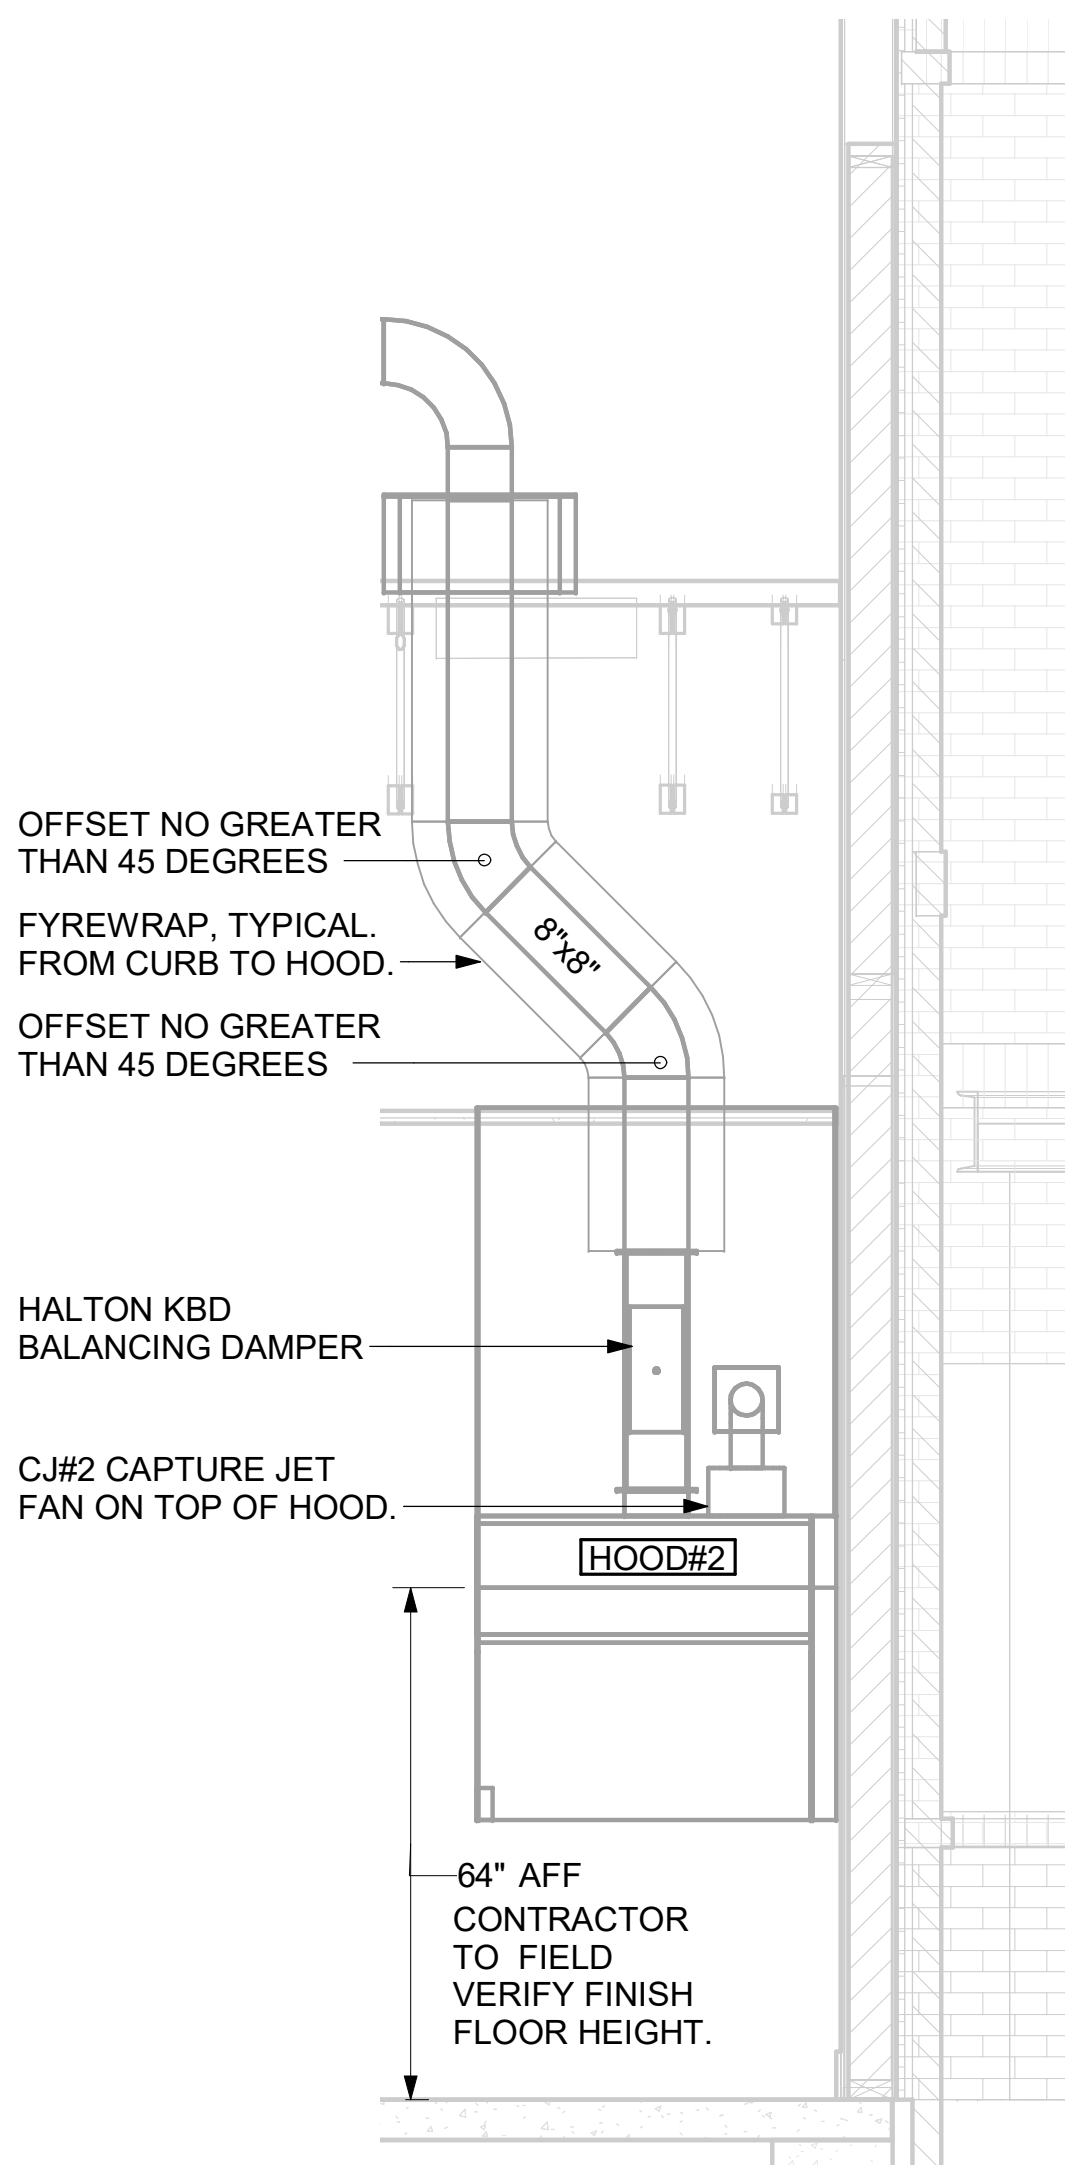 OFFSET NO GREATER
THAN 45 DEGREES
FYREWRAP, TYPICAL.
FROM CURB TO HOOD.
8"x8"
OFFSET NO GREATER
THAN 45 DEGREES
HALTON KBD
BALANCING DAMPER
CJ#2 CAPTURE JET
FAN ON TOP OF HOOD.
HOOD#2
64" AFF
CONTRACTOR
TO FIELD
VERIFY FINISH
FLOOR HEIGHT.